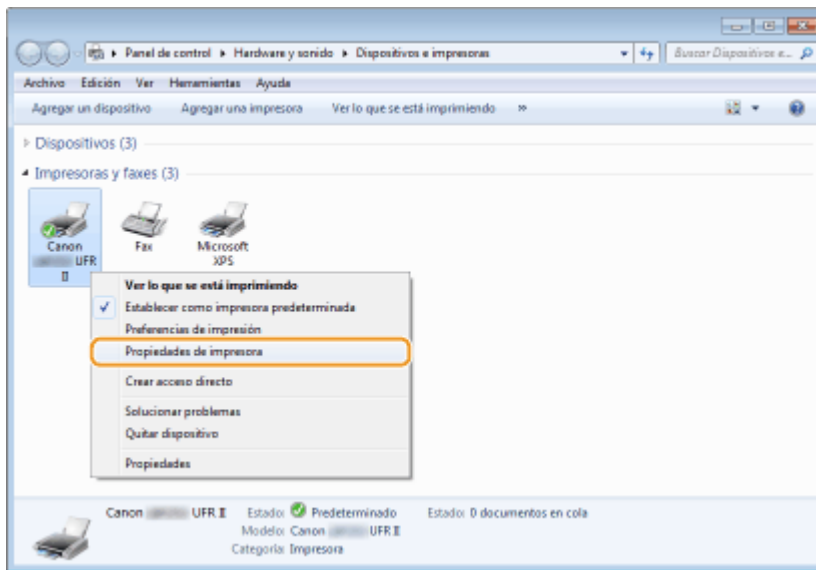 Panel de control ▸ Hardware y sonido ▸ Dispositivos e impresoras
Buscar Dispositivos e...
Archivo Edición Ver Herramientas Ayuda
Agregar un dispositivo Agregar una impresora Ver lo que se está imprimiendo »
Dispositivos (3)
Impresoras y faxes (3)
Canon
UFR
II
Fax
Microsoft
XPS
Ver lo que se está imprimiendo
Establecer como impresora predeterminada
Preferencias de impresión
Propiedades de impresora
Crear acceso directo
Solucionar problemas
Quitar dispositivo
Propiedades
Canon UFR II Estado: Predeterminado Estado: 0 documentos en cola
Modelo: Canon UFR II
Categoría: Impresora